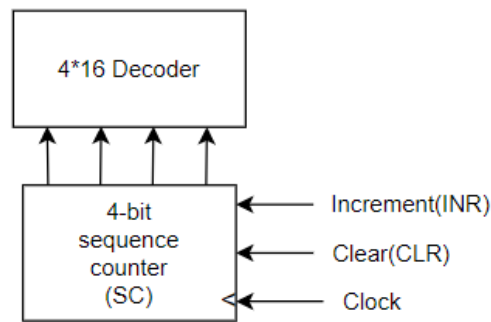 4*16 Decoder
4-bit
sequence
counter
(SC)
Increment(INR)
Clear(CLR)
Clock